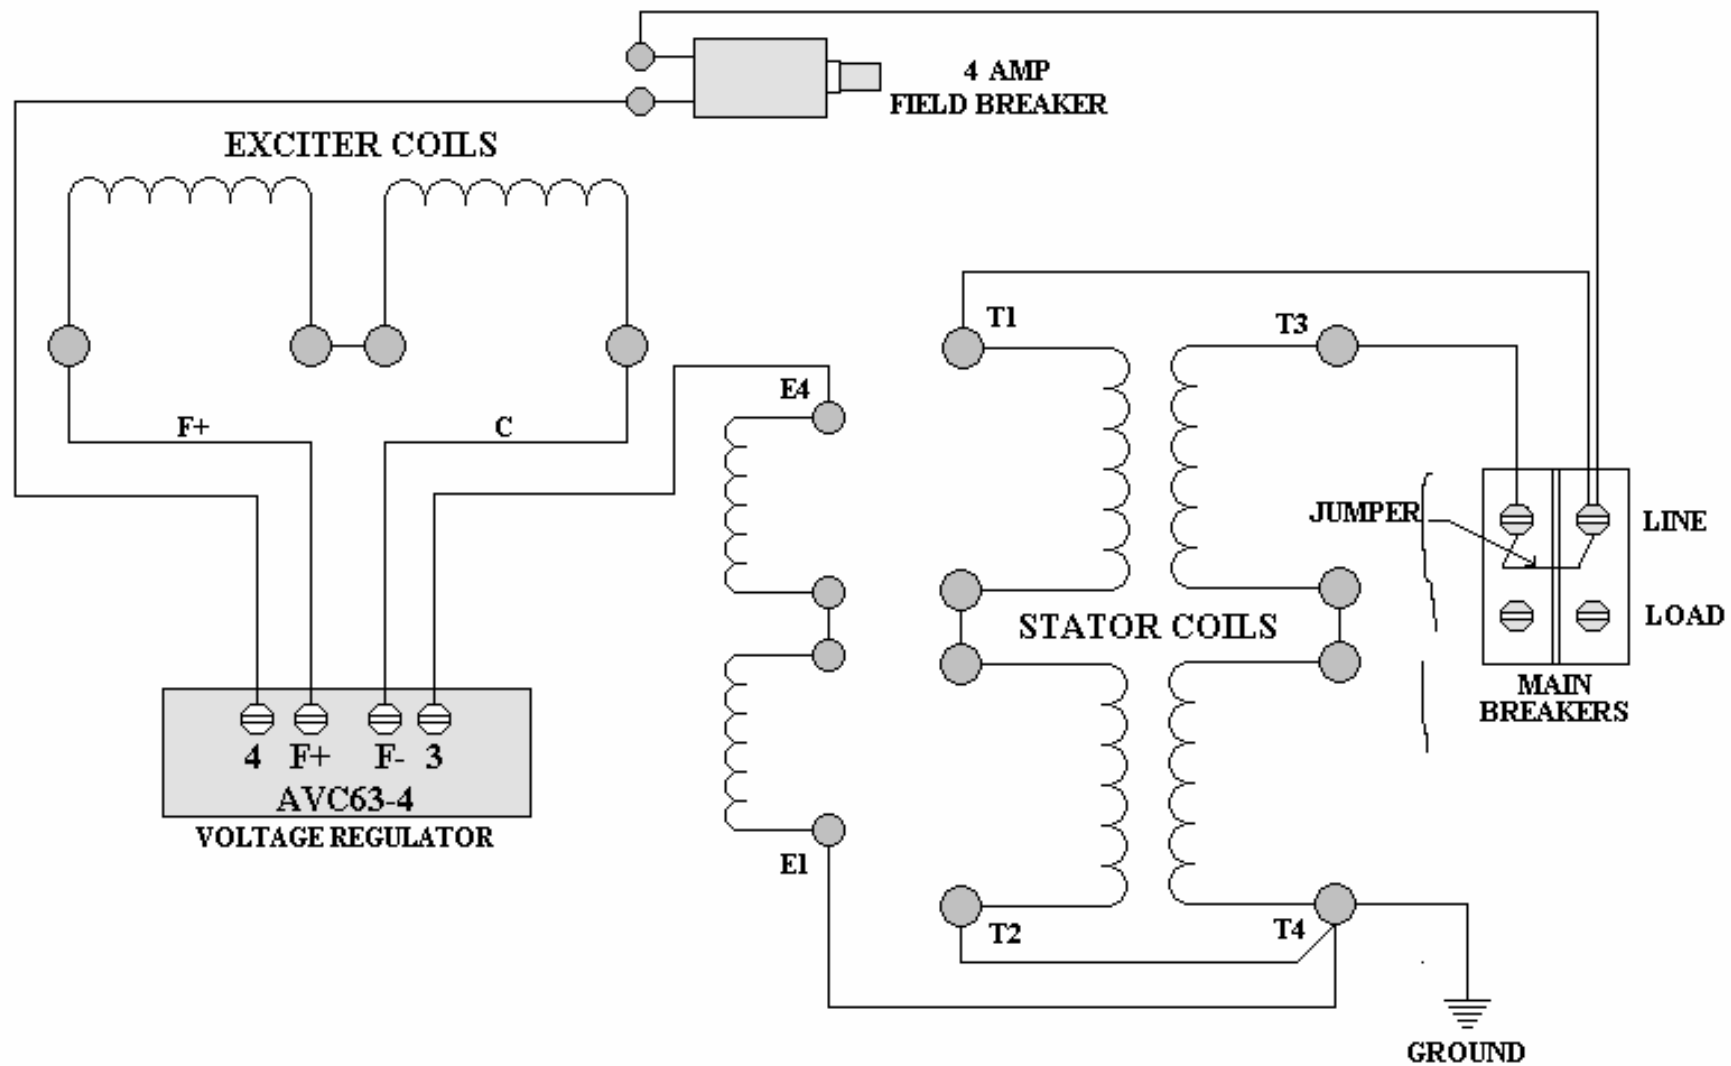 4 AMP
FIELD BREAKER
EXCITER COILS
T1
T3
E4
F+
C
JUMPER
LINE
STATOR COILS
LOAD
MAIN
BREAKERS
4 F+ F- 3
AVC63-4
VOLTAGE REGULATOR
E1
T2
T4
GROUND